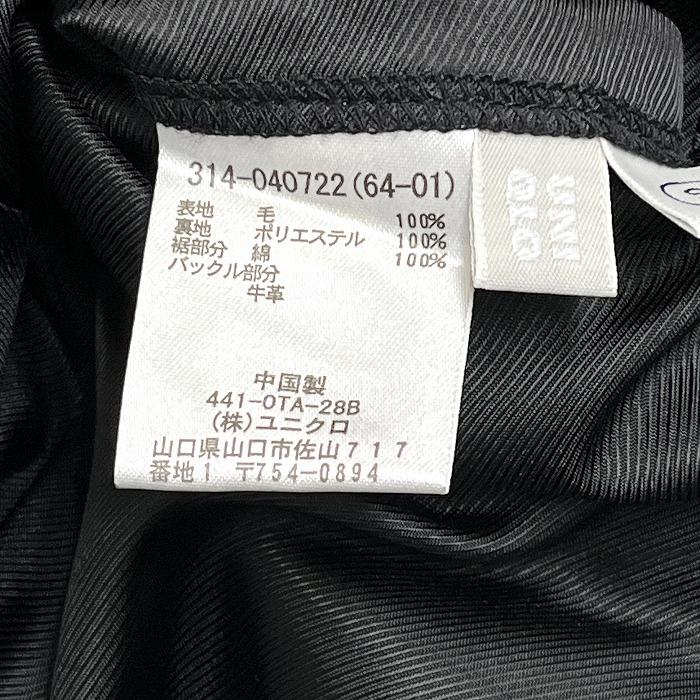 314-040722(64-01)
表地 毛 100%
裏地 ポリエステル 100%
裾部分 綿 100%
バックル部分
牛革
中国製
441-OTA-28B
(株)ユニクロ
山口県山口市佐山717
番地1 〒754-0894